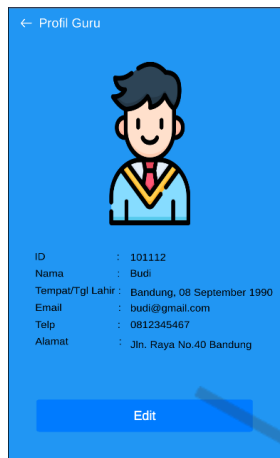 ← Profil Guru
ID : 101112
Nama : Budi
Tempat/Tgl Lahir : Bandung, 08 September 1990
Email : budi@gmail.com
Telp : 0812345467
Alamat : Jln. Raya No.40 Bandung
Edit